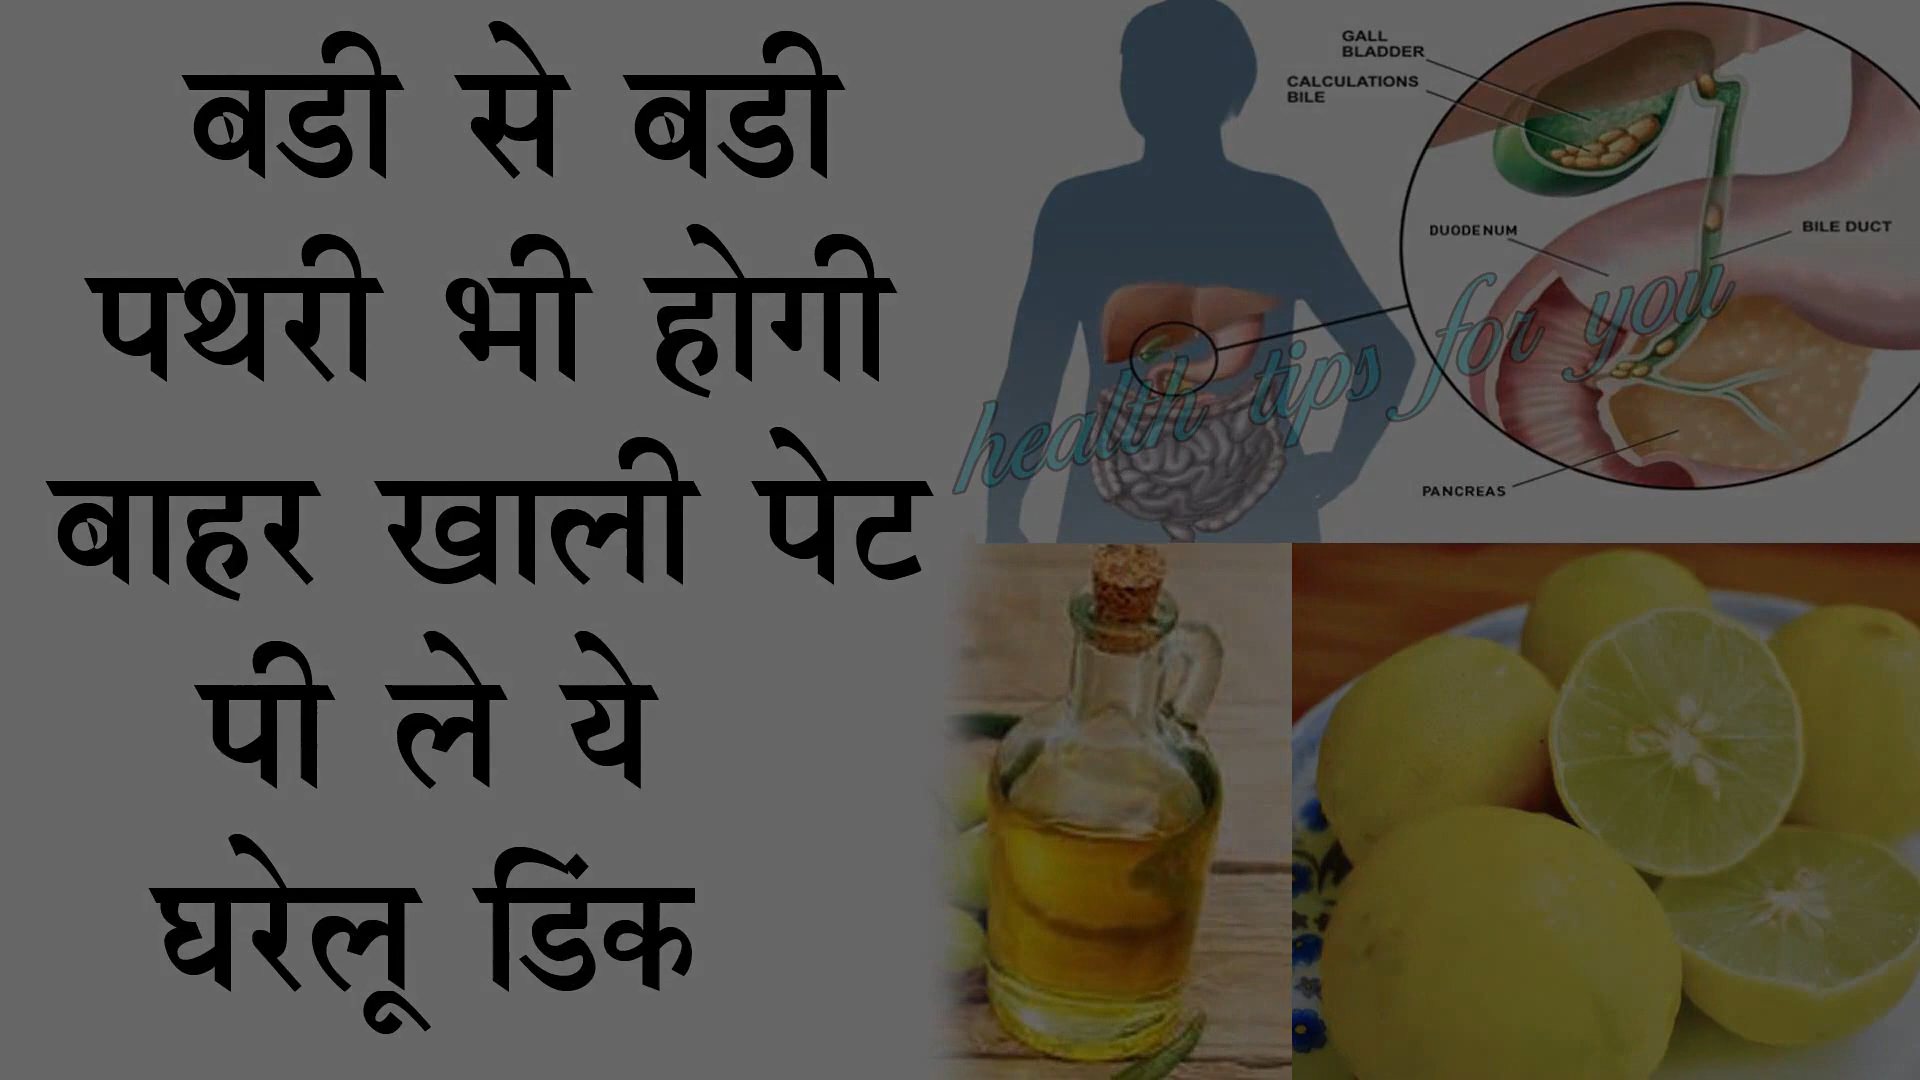 बडी से बडी
पथरी भी होगी
बाहर खाली पेट
पी ले ये
घरेलू डिंक
GALL
BLADDER
CALCULATIONS
BILE
DUODENUM
BILE DUCT
PANCREAS
health tips for you